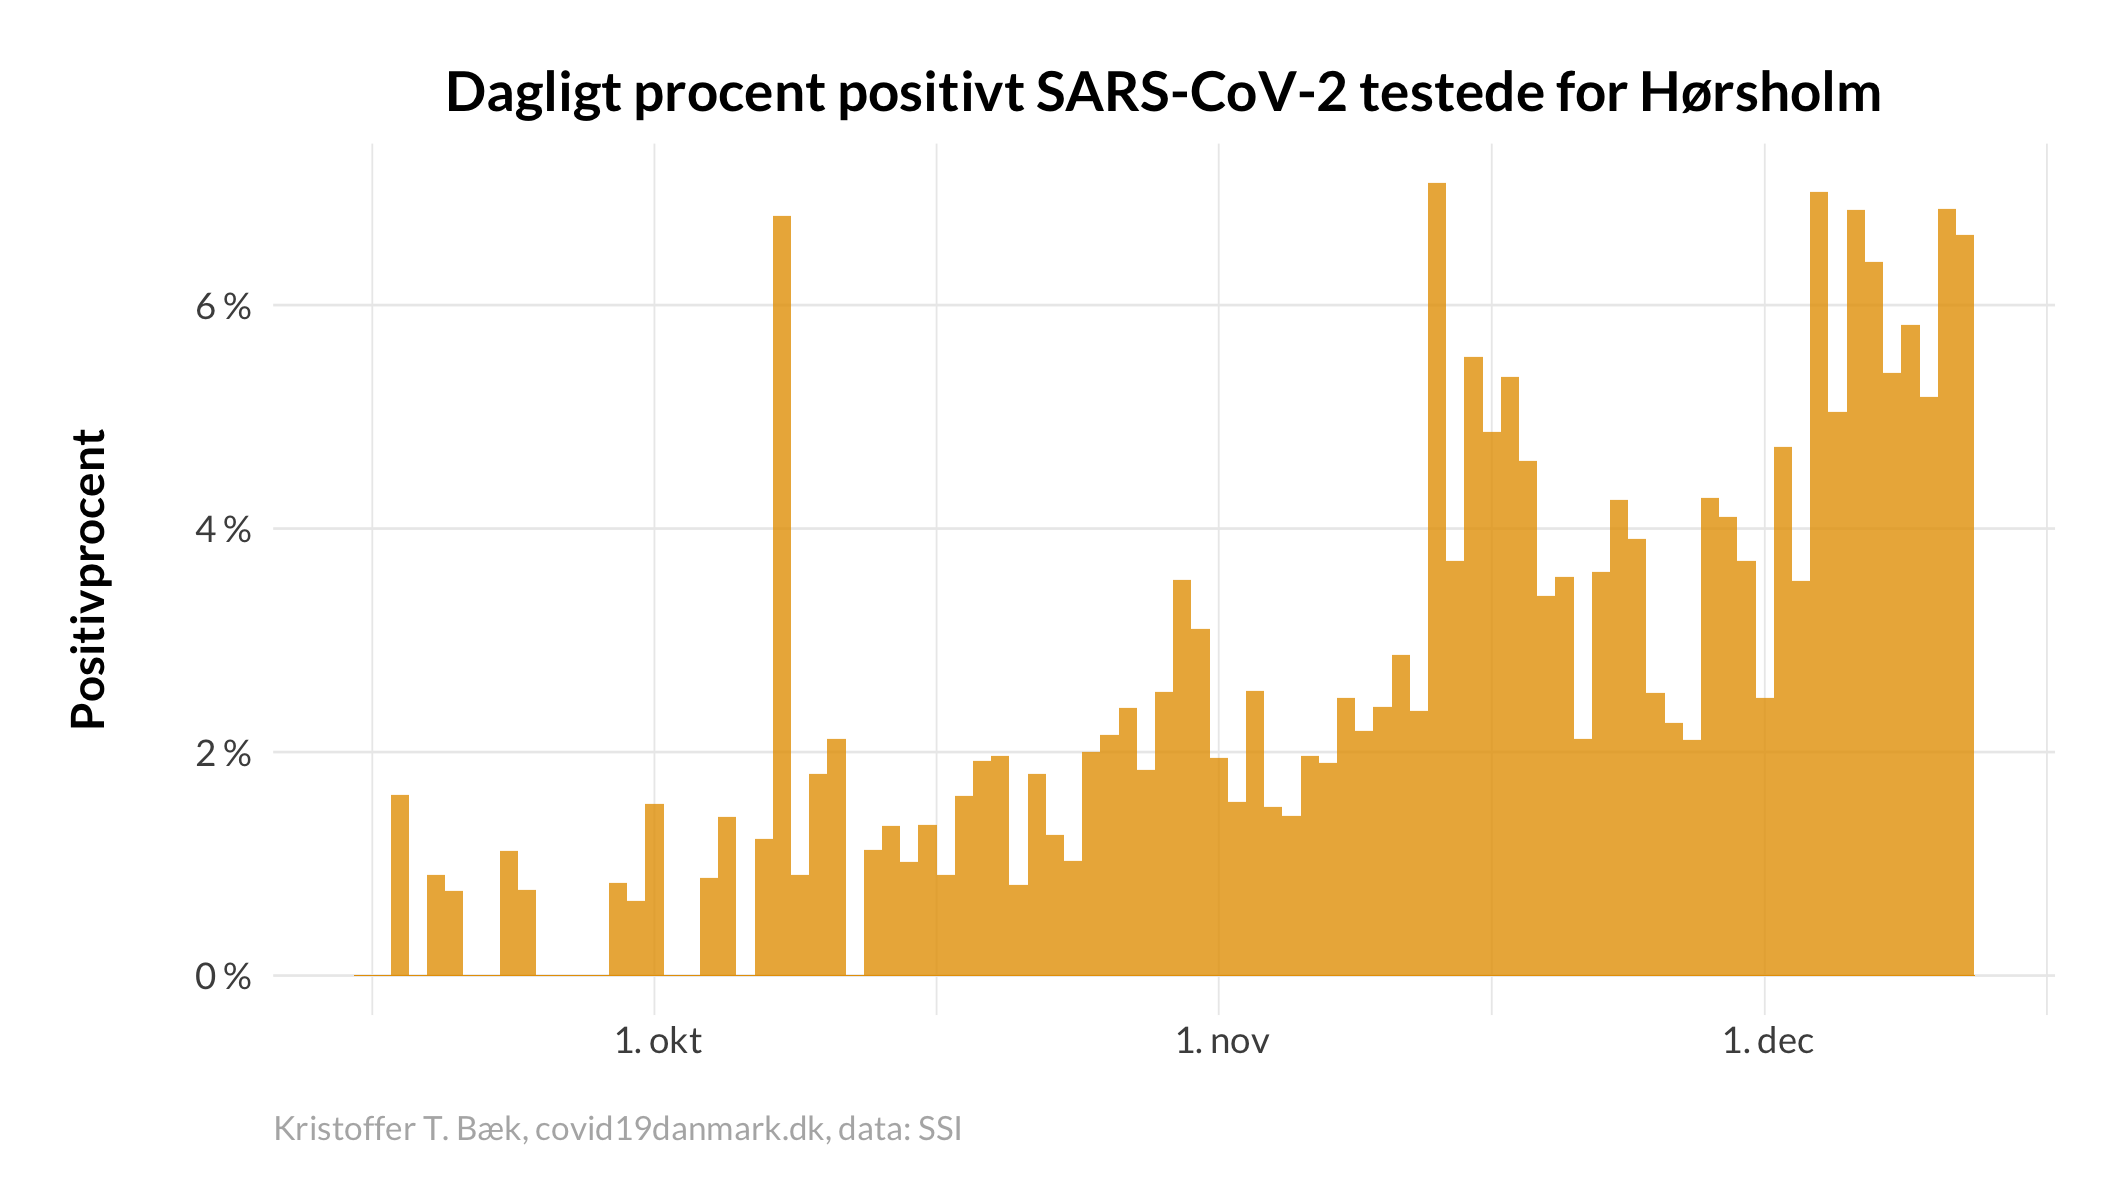 Dagligt procent positivt SARS-CoV-2 testede for Hørsholm
Positivprocent
6 %
4 %
2 %
0 %
1. okt
1. nov
1. dec
Kristoffer T. Bæk, covid19danmark.dk, data: SSI